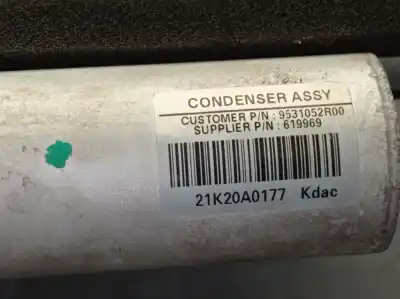 CONDENSER ASSY
CUSTOMER P/N : 9531052R00
SUPPLIER P/N : 619969
21K20A0177 Kdac